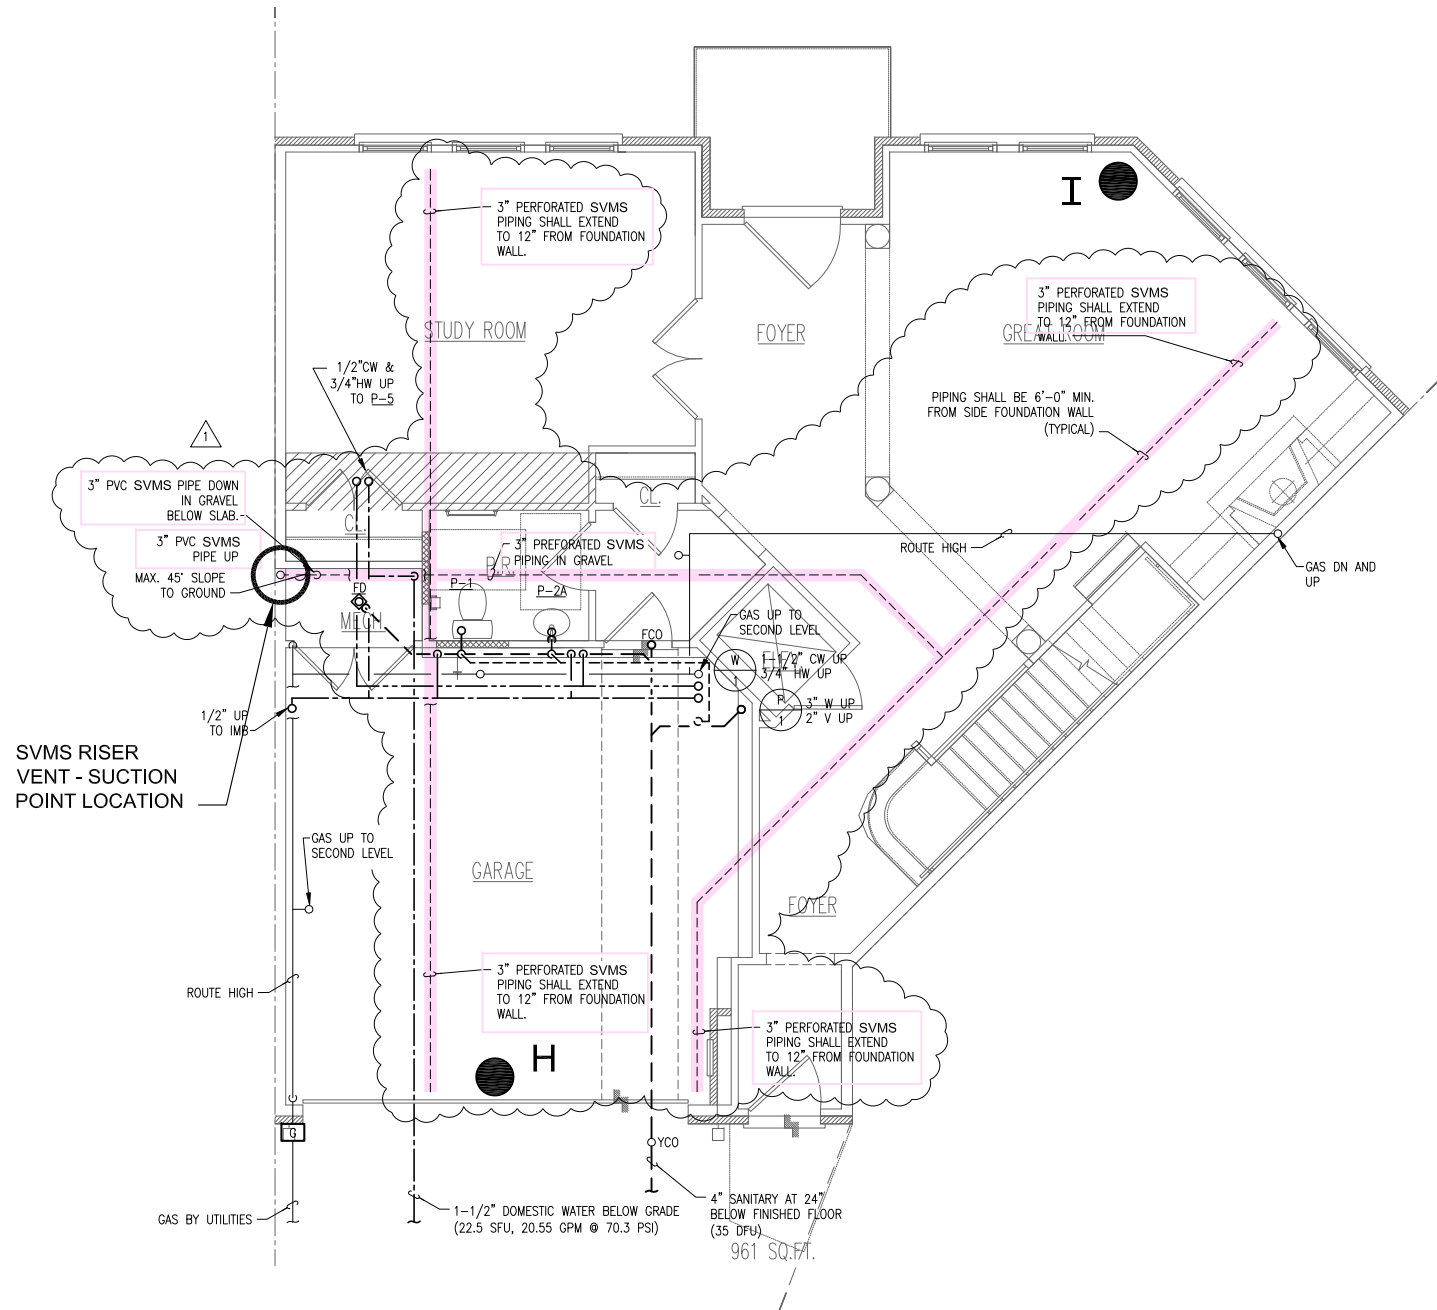 I
3" PERFORATED SVMS
PIPING SHALL EXTEND
TO 12" FROM FOUNDATION
WALL.
3" PERFORATED SVMS
PIPING SHALL EXTEND
TO 12" FROM FOUNDATION
WALL.
STUDY ROOM
FOYER
GREAT ROOM
1/2"CW &
3/4"HW UP
TO P-5
PIPING SHALL BE 6'-0" MIN.
FROM SIDE FOUNDATION WALL
(TYPICAL)
1
3" PVC SVMS PIPE DOWN
IN GRAVEL
BELOW SLAB.
CL.
CL.
3" PVC SVMS
PIPE UP
3" PREFORATED SVMS
PIPING IN GRAVEL
P.R.
ROUTE HIGH
MAX. 45° SLOPE
TO GROUND
GAS DN AND
UP
FD
P-1
P-2A
MECH.
GAS UP TO
SECOND LEVEL
FCO
W
1
1-1/2" CW UP
3/4" HW UP
P
1
3" W UP
2" V UP
1/2" UP
TO IMB
SVMS RISER
VENT - SUCTION
POINT LOCATION
GAS UP TO
SECOND LEVEL
GARAGE
FOYER
3" PERFORATED SVMS
PIPING SHALL EXTEND
TO 12" FROM FOUNDATION
WALL.
ROUTE HIGH
3" PERFORATED SVMS
PIPING SHALL EXTEND
TO 12" FROM FOUNDATION
WALL.
H
G
YCO
GAS BY UTILITIES
1-1/2" DOMESTIC WATER BELOW GRADE
(22.5 SFU, 20.55 GPM @ 70.3 PSI)
4" SANITARY AT 24"
BELOW FINISHED FLOOR
(35 DFU)
961 SQ.FT.